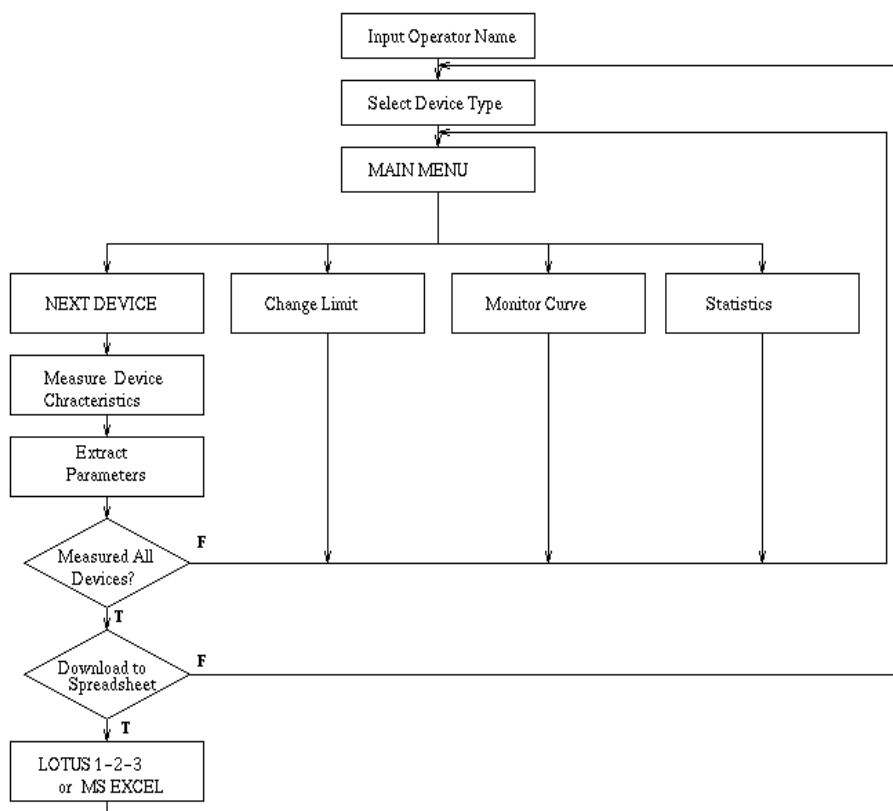 Input Operator Name
Select Device Type
MAIN MENU
NEXT DEVICE
Change Limit
Monitor Curve
Statistics
Measure Device
Chracteristics
Extract
Parameters
Measured All
Devices?
F
T
Download to
Spreadsheet
F
T
LOTUS 1-2-3
or MS EXCEL